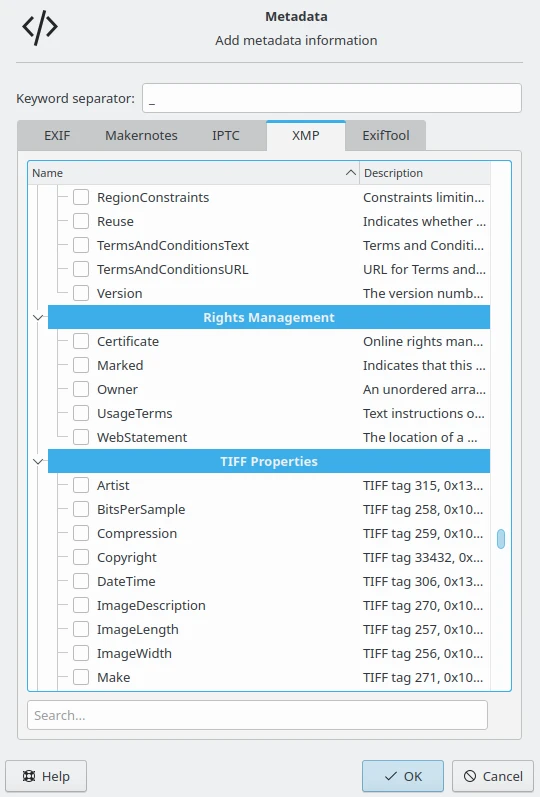 Metadata
Add metadata information
Keyword separator: _
EXIF Makernotes IPTC XMP ExifTool
Name Description
RegionConstraints Constraints limitin...
Reuse Indicates whether ...
TermsAndConditionsText Terms and Conditi...
TermsAndConditionsURL URL for Terms and...
Version The version numb...
Rights Management
Certificate Online rights man...
Marked Indicates that this ...
Owner An unordered arra...
UsageTerms Text instructions o...
WebStatement The location of a ...
TIFF Properties
Artist TIFF tag 315, 0x13...
BitsPerSample TIFF tag 258, 0x10...
Compression TIFF tag 259, 0x10...
Copyright TIFF tag 33432, 0x...
DateTime TIFF tag 306, 0x13...
ImageDescription TIFF tag 270, 0x10...
ImageLength TIFF tag 257, 0x10...
ImageWidth TIFF tag 256, 0x10...
Make TIFF tag 271, 0x10...
Search...
Help OK Cancel